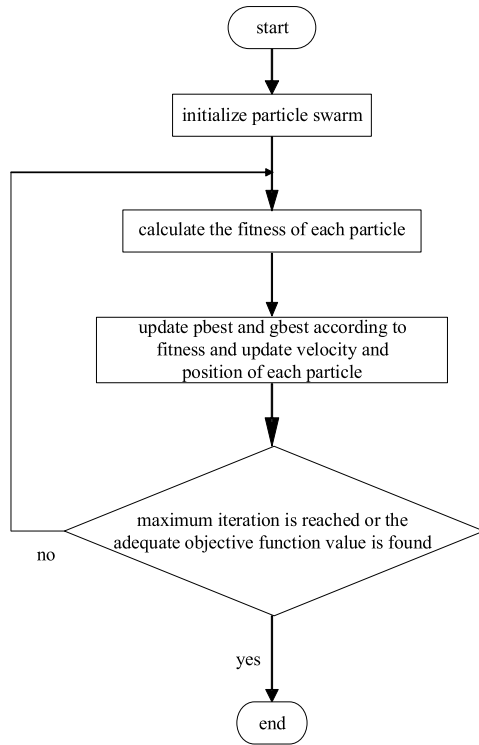 start
initialize particle swarm
calculate the fitness of each particle
update pbest and gbest according to
fitness and update velocity and
position of each particle
maximum iteration is reached or the
adequate objective function value is found
no
yes
end